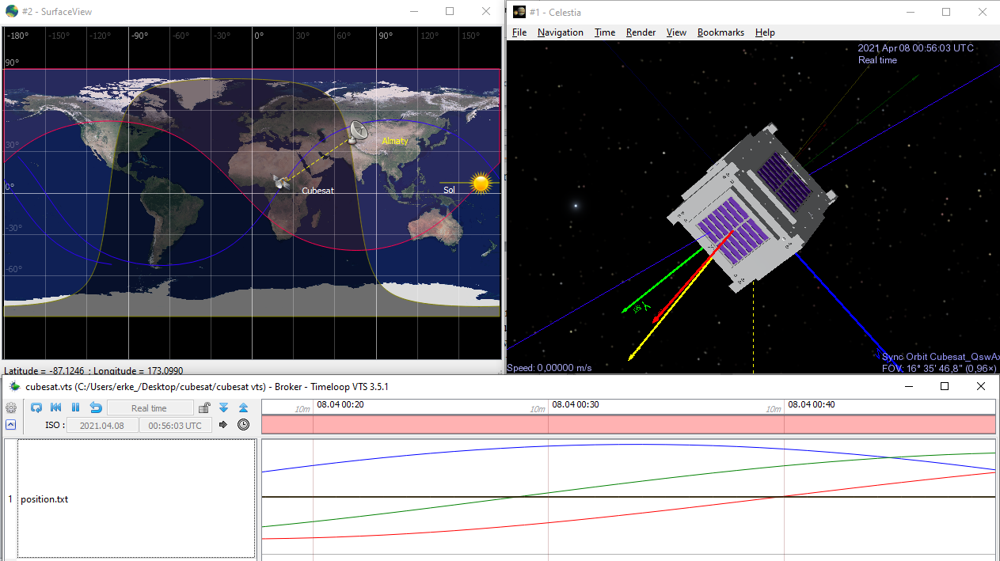 #2 - SurfaceView
-180° -150° -120° -90° -60° -30° 0° 30° 60° 90° 120° 150°
90°
30°
0°
-30°
-60°
Almaty
Cubesat
Sol
Latitude = -87.1246 : Longitude = 173.0990
#1 - Celestia
File Navigation Time Render View Bookmarks Help
2021 Apr 08 00:56:03 UTC
Real time
Speed: 0,00000 m/s
Sync Orbit Cubesat_QswAx
FOV: 16° 35' 46,8" (0,96×)
cubesat.vts (C:/Users/erke_/Desktop/cubesat/cubesat vts) - Broker - Timeloop VTS 3.5.1
Real time
ISO : 2021.04.08 00:56:03 UTC
10m 08.04 00:20 10m 08.04 00:30 10m 08.04 00:40
1 position.txt